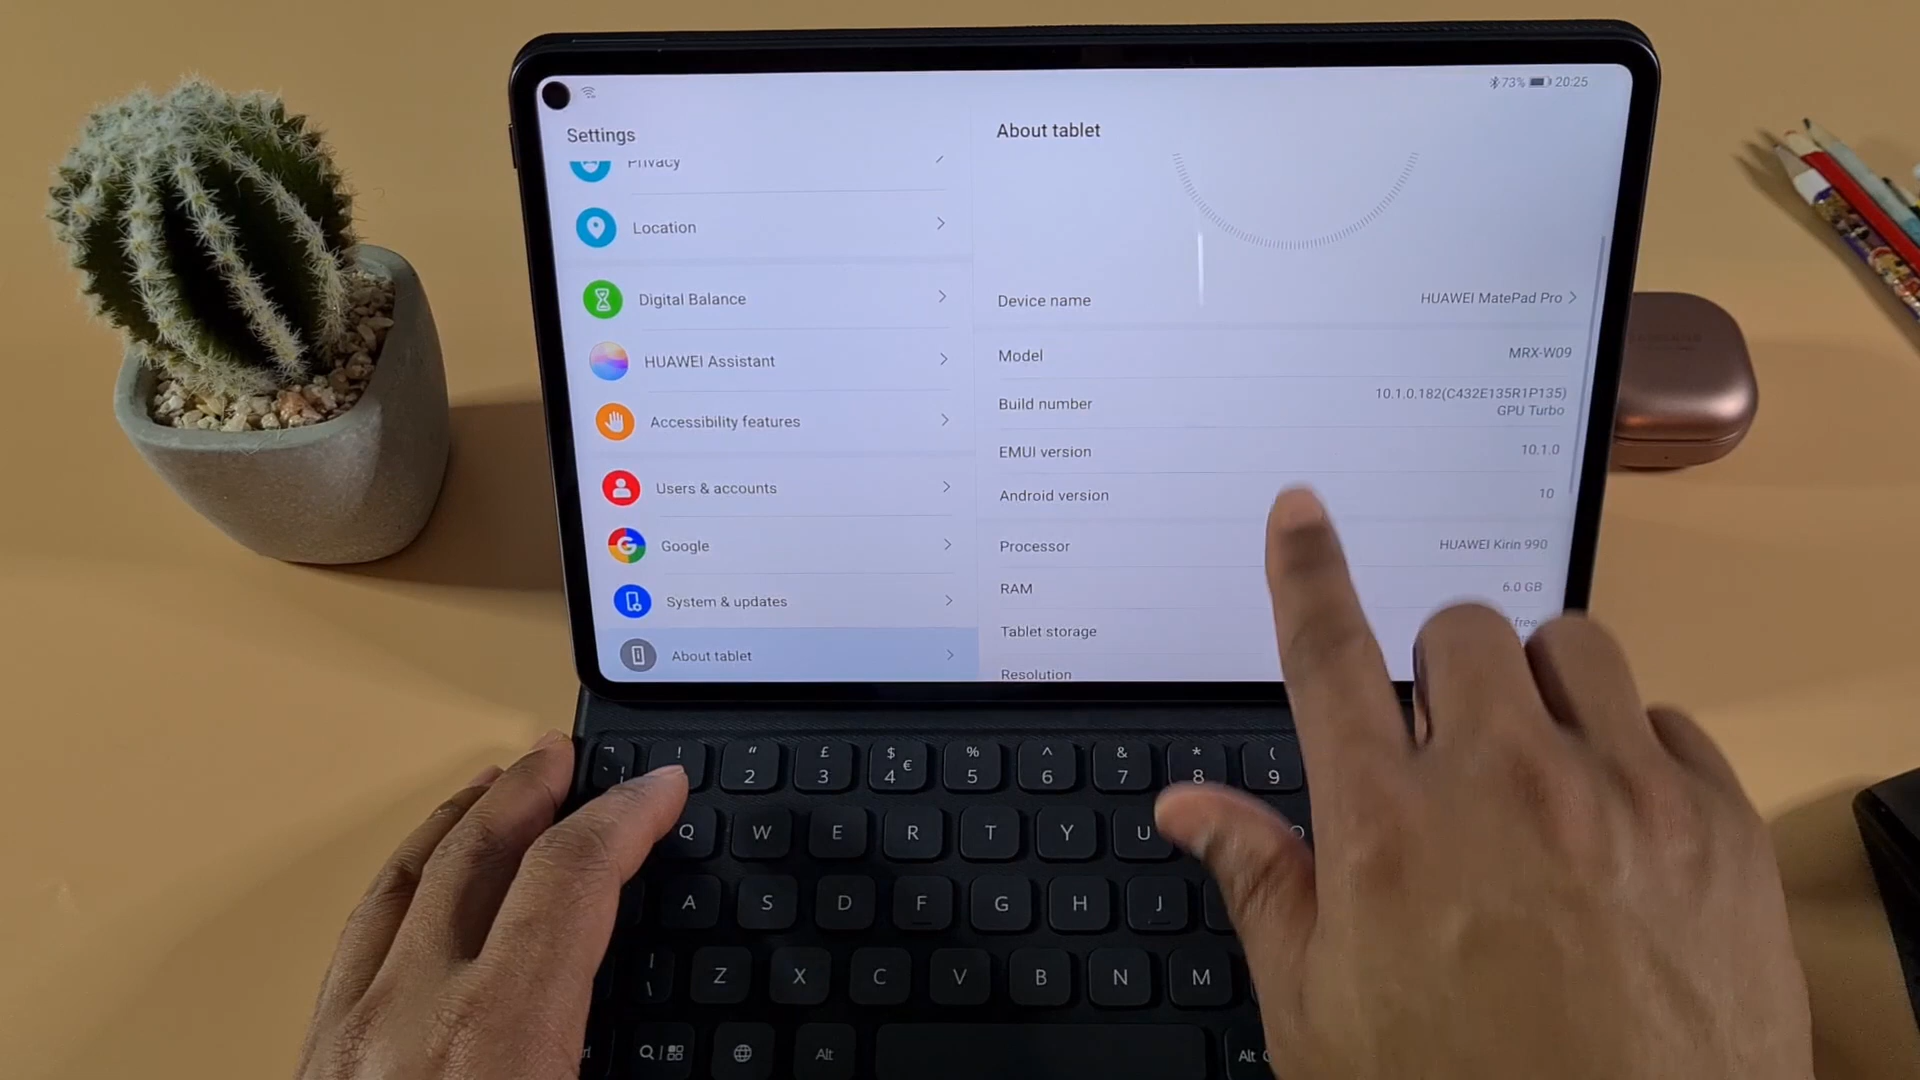 73% 20:25
Settings
Privacy
Location
Digital Balance
HUAWEI Assistant
Accessibility features
Users & accounts
Google
System & updates
About tablet
About tablet
Device name HUAWEI MatePad Pro
Model MRX-W09
Build number 10.1.0.182(C432E135R1P135)
GPU Turbo
EMUI version 10.1.0
Android version 10
Processor HUAWEI Kirin 990
RAM 6.0 GB
Tablet storage free
Resolution
¬ ! " £ $ % ^ & * (
` ¦ 2 3 4 € 5 6 7 8 9
Q W E R T Y U O
A S D F G H J
| \ Z X C V B N M
Alt Alt